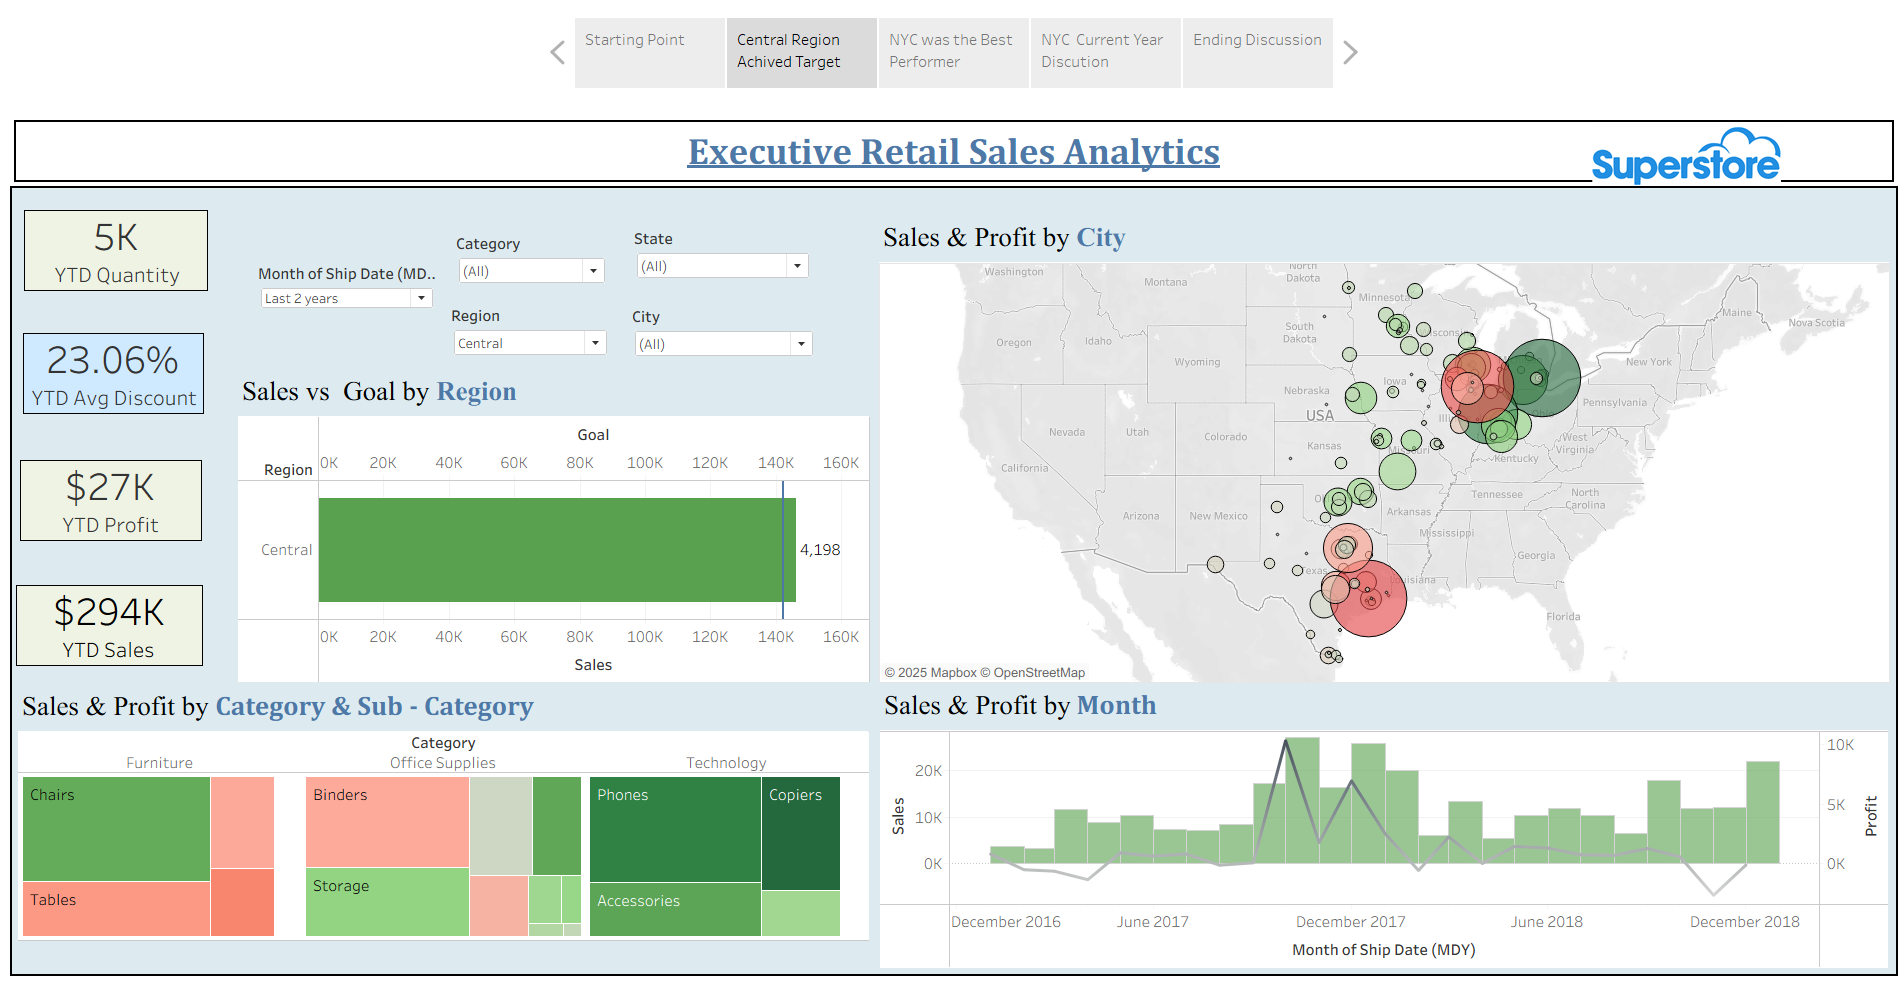 Starting Point
Central Region
Achived Target
NYC was the Best
Performer
NYC  Current Year
Discution
Ending Discussion
Executive Retail Sales Analytics
Superstore
5K
YTD Quantity
23.06%
YTD Avg Discount
$27K
YTD Profit
$294K
YTD Sales
Month of Ship Date (MD..
Last 2 years
Category
(All)
State
(All)
Region
Central
City
(All)
Sales vs  Goal by Region
Goal
Region
0K 20K 40K 60K 80K 100K 120K 140K 160K
Central
4,198
0K 20K 40K 60K 80K 100K 120K 140K 160K
Sales
Sales & Profit by City
Washington
Montana
North
Dakota
Minnesota
Maine
Nova Scotia
Oregon
Idaho
South
Dakota
Wyoming
New York
Nebraska
Iowa
Pennsylvania
USA
Ohio
Nevada
Utah
Colorado
Kansas
Missouri
West
Virginia
Kentucky
California
Tennessee
North
Carolina
Arizona
New Mexico
Arkansas
Mississippi
Georgia
Texas
Louisiana
Florida
© 2025 Mapbox © OpenStreetMap
Sales & Profit by Category & Sub - Category
Category
Furniture
Office Supplies
Technology
Chairs
Tables
Binders
Storage
Phones
Accessories
Copiers
Sales & Profit by Month
Sales
20K
10K
0K
10K
5K
0K
Profit
December 2016
June 2017
December 2017
June 2018
December 2018
Month of Ship Date (MDY)